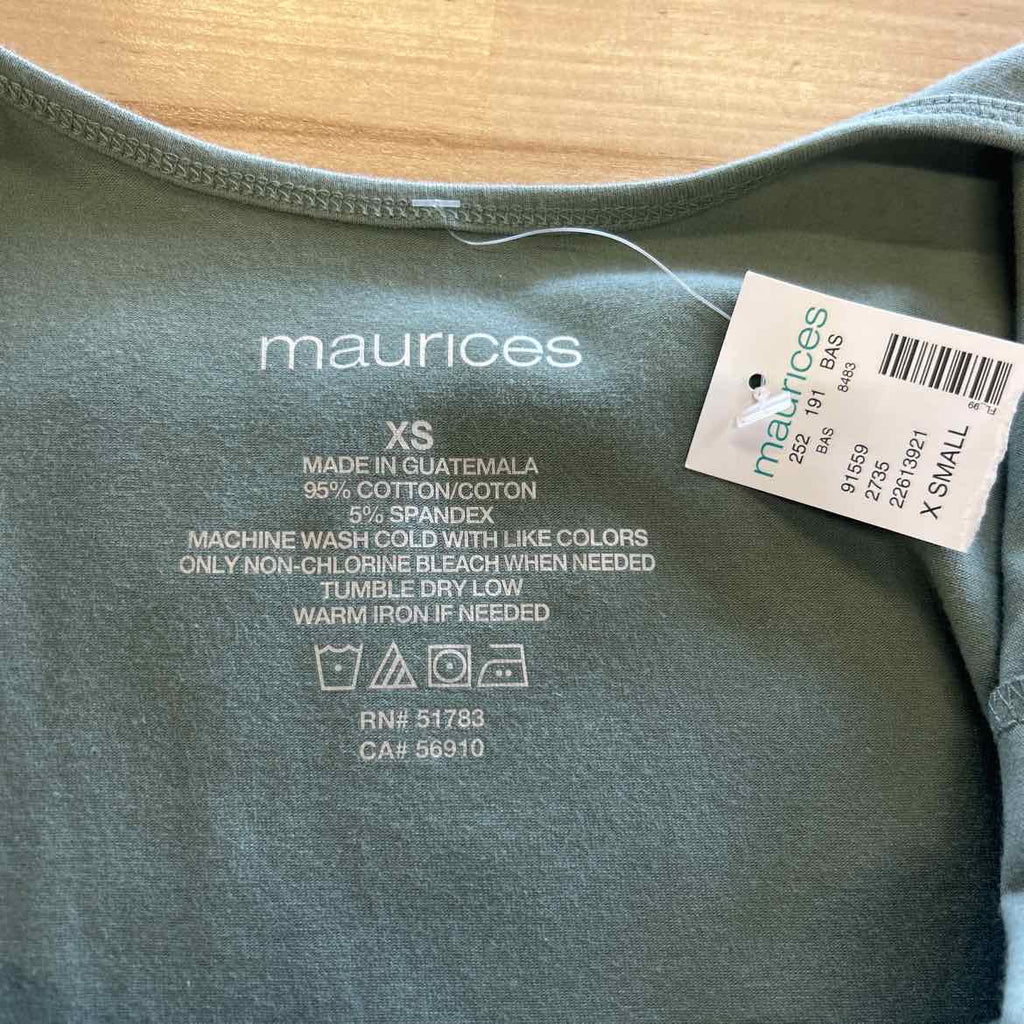 maurices
XS
MADE IN GUATEMALA
95% COTTON/COTON
5% SPANDEX
MACHINE WASH COLD WITH LIKE COLORS
ONLY NON-CHLORINE BLEACH WHEN NEEDED
TUMBLE DRY LOW
WARM IRON IF NEEDED
RN# 51783
CA# 56910
maurices
252 191 BAS
BAS 8483
91559
2735
22613921
X SMALL
FL_99